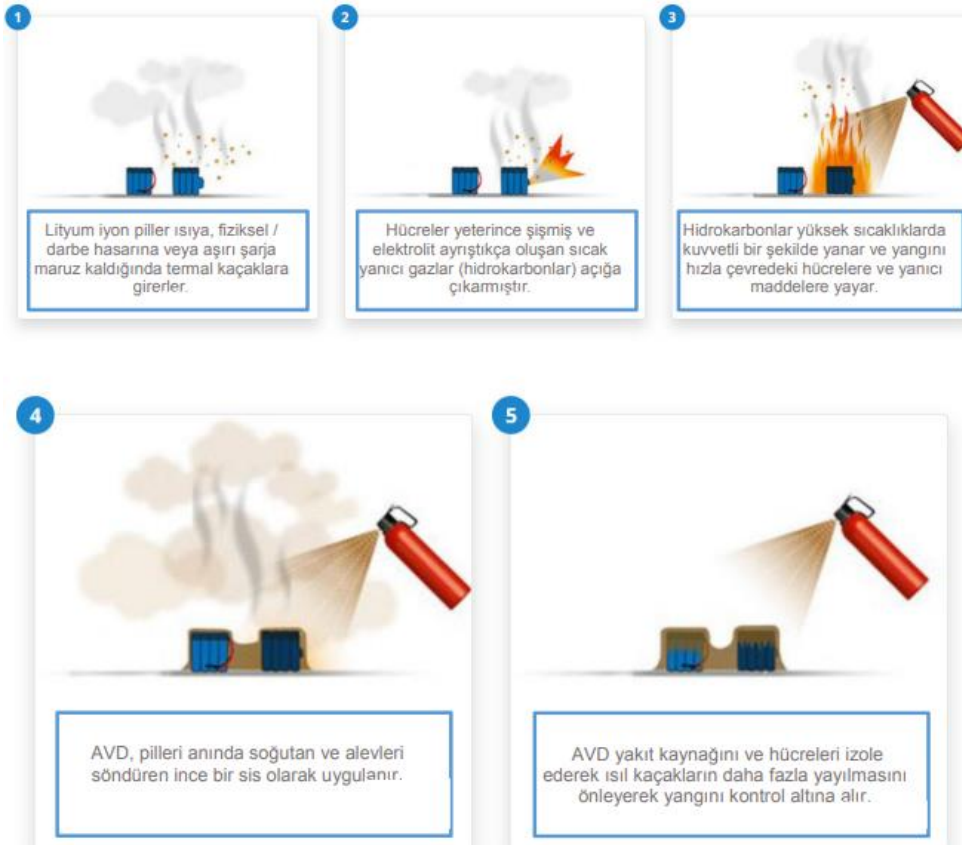 1
Lityum iyon piller ısıya, fiziksel /
darbe hasarına veya aşırı şarja
maruz kaldığında termal kaçaklara
girerler.
2
Hücreler yeterince şişmiş ve
elektrolit ayrıştıkça oluşan sıcak
yanıcı gazlar (hidrokarbonlar) açığa
çıkarmıştır.
3
Hidrokarbonlar yüksek sıcaklıklarda
kuvvetli bir şekilde yanar ve yangını
hızla çevredeki hücrelere ve yanıcı
maddelere yayar.
4
AVD, pilleri anında soğutan ve alevleri
söndüren ince bir sis olarak uygulanır.
5
AVD yakıt kaynağını ve hücreleri izole
ederek ısıl kaçakların daha fazla yayılmasını
önleyerek yangını kontrol altına alır.